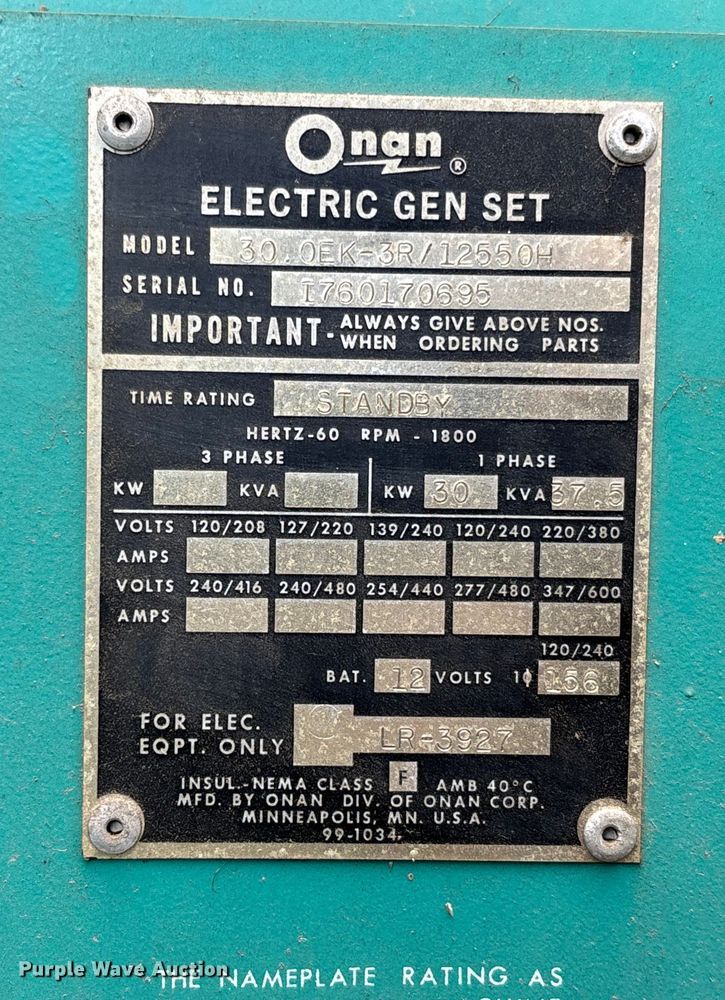 Onan ®
ELECTRIC GEN SET
MODEL 30.0EK-3R/12550H
SERIAL NO. I760170695
IMPORTANT- ALWAYS GIVE ABOVE NOS.
WHEN ORDERING PARTS
TIME RATING STANDBY
HERTZ-60 RPM - 1800
3 PHASE 1 PHASE
KW KVA KW 30 KVA 37.5
VOLTS 120/208 127/220 139/240 120/240 220/380
AMPS
VOLTS 240/416 240/480 254/440 277/480 347/600
AMPS
120/240
BAT. 12 VOLTS 1ϕ 156
FOR ELEC.
EQPT. ONLY LR-3927
INSUL.-NEMA CLASS F AMB 40°C
MFD. BY ONAN DIV. OF ONAN CORP.
MINNEAPOLIS, MN. U.S.A.
99-1034
Purple Wave Auction
THE NAMEPLATE RATING AS